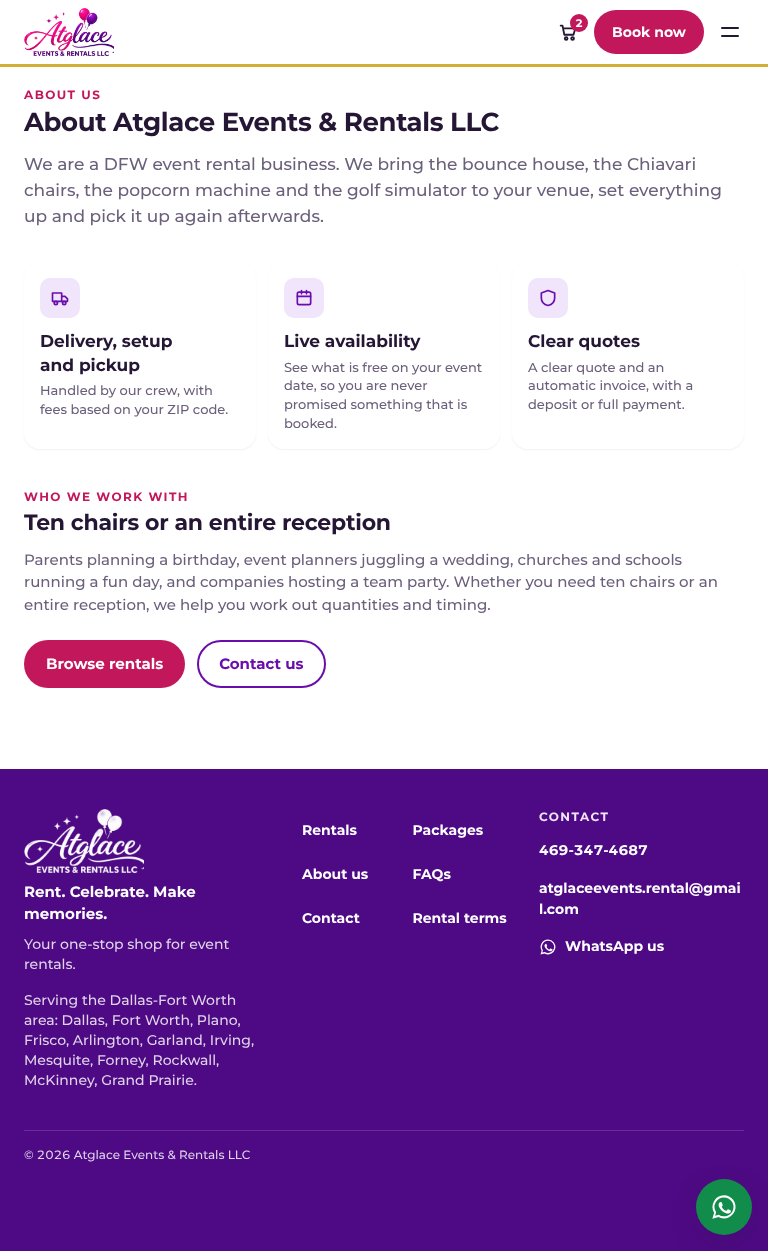 Atglace
EVENTS & RENTALS LLC
2
Book now
ABOUT US
About Atglace Events & Rentals LLC
We are a DFW event rental business. We bring the bounce house, the Chiavari
chairs, the popcorn machine and the golf simulator to your venue, set everything
up and pick it up again afterwards.
Delivery, setup
and pickup
Handled by our crew, with
fees based on your ZIP code.
Live availability
See what is free on your event
date, so you are never
promised something that is
booked.
Clear quotes
A clear quote and an
automatic invoice, with a
deposit or full payment.
WHO WE WORK WITH
Ten chairs or an entire reception
Parents planning a birthday, event planners juggling a wedding, churches and schools
running a fun day, and companies hosting a team party. Whether you need ten chairs or an
entire reception, we help you work out quantities and timing.
Browse rentals
Contact us
Atglace
EVENTS & RENTALS LLC
Rent. Celebrate. Make
memories.
Your one-stop shop for event
rentals.
Serving the Dallas-Fort Worth
area: Dallas, Fort Worth, Plano,
Frisco, Arlington, Garland, Irving,
Mesquite, Forney, Rockwall,
McKinney, Grand Prairie.
Rentals
Packages
About us
FAQs
Contact
Rental terms
CONTACT
469-347-4687
atglaceevents.rental@gmai
l.com
WhatsApp us
© 2026 Atglace Events & Rentals LLC